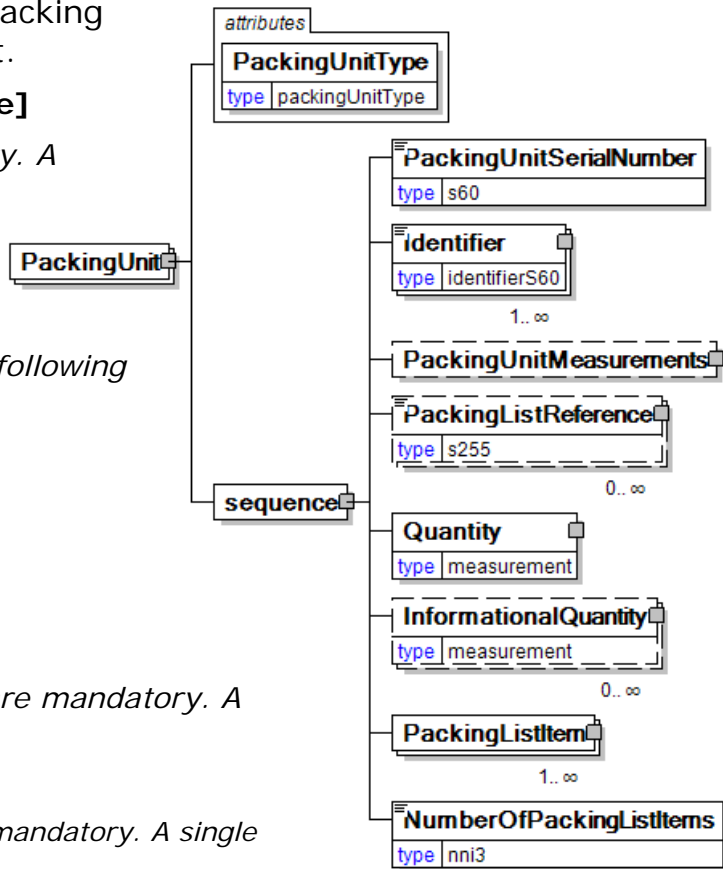 acking
t.
e]
y. A
following
re mandatory. A
mandatory. A single
PackingUnit
attributes
PackingUnitType
type packingUnitType
sequence
PackingUnitSerialNumber
type s60
Identifier
type identifierS60
1.. ∞
PackingUnitMeasurements
PackingListReference
type s255
0.. ∞
Quantity
type measurement
InformationalQuantity
type measurement
0.. ∞
PackingListItem
1.. ∞
NumberOfPackingListItems
type nni3